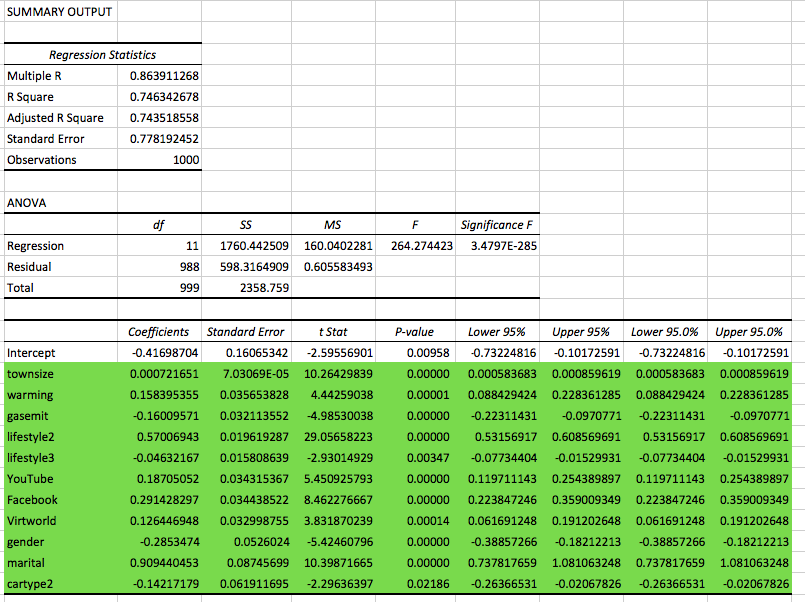 SUMMARY OUTPUT
Regression Statistics
Multiple R 0.863911268
R Square 0.746342678
Adjusted R Square 0.743518558
Standard Error 0.778192452
Observations 1000
ANOVA
df SS MS F Significance F
Regression 11 1760.442509 160.0402281 264.274423 3.4797E-285
Residual 988 598.3164909 0.605583493
Total 999 2358.759
Coefficients Standard Error t Stat P-value Lower 95% Upper 95% Lower 95.0% Upper 95.0%
Intercept -0.41698704 0.16065342 -2.59556901 0.00958 -0.73224816 -0.10172591 -0.73224816 -0.10172591
townsize 0.000721651 7.03069E-05 10.26429839 0.00000 0.000583683 0.000859619 0.000583683 0.000859619
warming 0.158395355 0.035653828 4.44259038 0.00001 0.088429424 0.228361285 0.088429424 0.228361285
gasemit -0.16009571 0.032113552 -4.98530038 0.00000 -0.22311431 -0.0970771 -0.22311431 -0.0970771
lifestyle2 0.57006943 0.019619287 29.05658223 0.00000 0.53156917 0.608569691 0.53156917 0.608569691
lifestyle3 -0.04632167 0.015808639 -2.93014929 0.00347 -0.07734404 -0.01529931 -0.07734404 -0.01529931
YouTube 0.18705052 0.034315367 5.450925793 0.00000 0.119711143 0.254389897 0.119711143 0.254389897
Facebook 0.291428297 0.034438522 8.462276667 0.00000 0.223847246 0.359009349 0.223847246 0.359009349
Virtworld 0.126446948 0.032998755 3.831870239 0.00014 0.061691248 0.191202648 0.061691248 0.191202648
gender -0.2853474 0.0526024 -5.42460796 0.00000 -0.38857266 -0.18212213 -0.38857266 -0.18212213
marital 0.909440453 0.08745699 10.39871665 0.00000 0.737817659 1.081063248 0.737817659 1.081063248
cartype2 -0.14217179 0.061911695 -2.29636397 0.02186 -0.26366531 -0.02067826 -0.26366531 -0.02067826